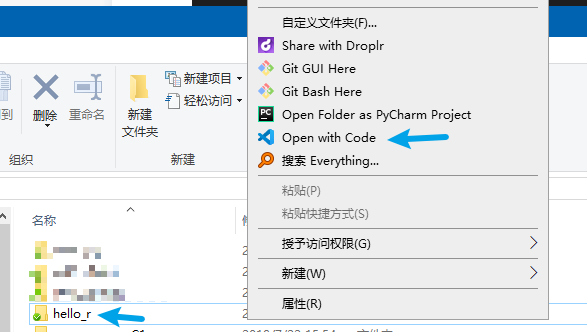 自定义文件夹(F)...
Share with Droplr
Git GUI Here
Git Bash Here
Open Folder as PyCharm Project
Open with Code
搜索 Everything...
粘贴(P)
粘贴快捷方式(S)
授予访问权限(G)
新建(W)
属性(R)
删除
重命名
新建
文件夹
新建项目
轻松访问
组织
新建
名称
hello_r